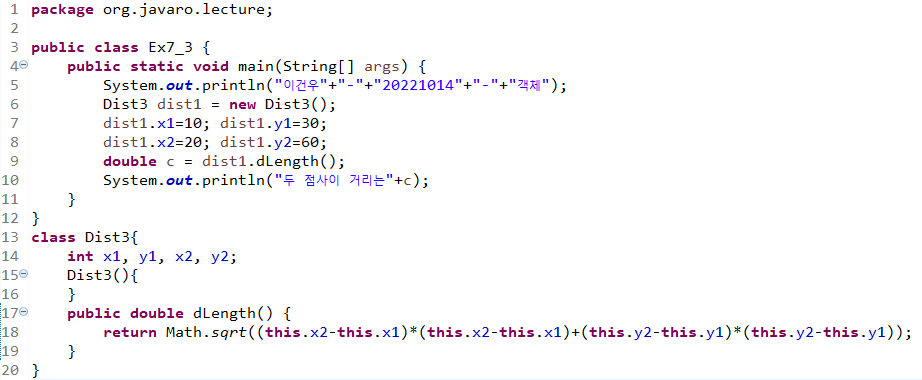 1 package org.javaro.lecture;
2
3 public class Ex7_3 {
4 public static void main(String[] args) {
5 System.out.println("이건우"+"-"+"20221014"+"-"+"객체");
6 Dist3 dist1 = new Dist3();
7 dist1.x1=10; dist1.y1=30;
8 dist1.x2=20; dist1.y2=60;
9 double c = dist1.dLength();
10 System.out.println("두 점사이 거리는"+c);
11 }
12 }
13 class Dist3{
14 int x1, y1, x2, y2;
15 Dist3(){
16 }
17 public double dLength() {
18 return Math.sqrt((this.x2-this.x1)*(this.x2-this.x1)+(this.y2-this.y1)*(this.y2-this.y1));
19 }
20 }